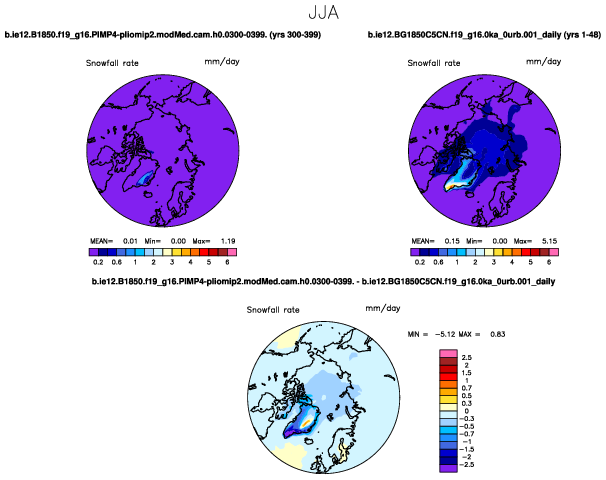 JJA
b.ie12.B1850.f19_g16.PIMP4-pliomip2.modMed.cam.h0.0300-0399. (yrs 300-399)
b.ie12.BG1850C5CN.f19_g16.0ka_0urb.001_daily (yrs 1-48)
Snowfall rate mm/day
Snowfall rate mm/day
MEAN= 0.01 Min= 0.00 Max= 1.19
0.2 0.6 1 2 3 4 5 6
MEAN= 0.15 Min= 0.00 Max= 5.15
0.2 0.6 1 2 3 4 5 6
b.ie12.B1850.f19_g16.PIMP4-pliomip2.modMed.cam.h0.0300-0399. - b.ie12.BG1850C5CN.f19_g16.0ka_0urb.001_daily
Snowfall rate mm/day
MIN = -5.12 MAX = 0.83
2.5
2
1.5
1
0.7
0.5
0.3
0
-0.3
-0.5
-0.7
-1
-1.5
-2
-2.5